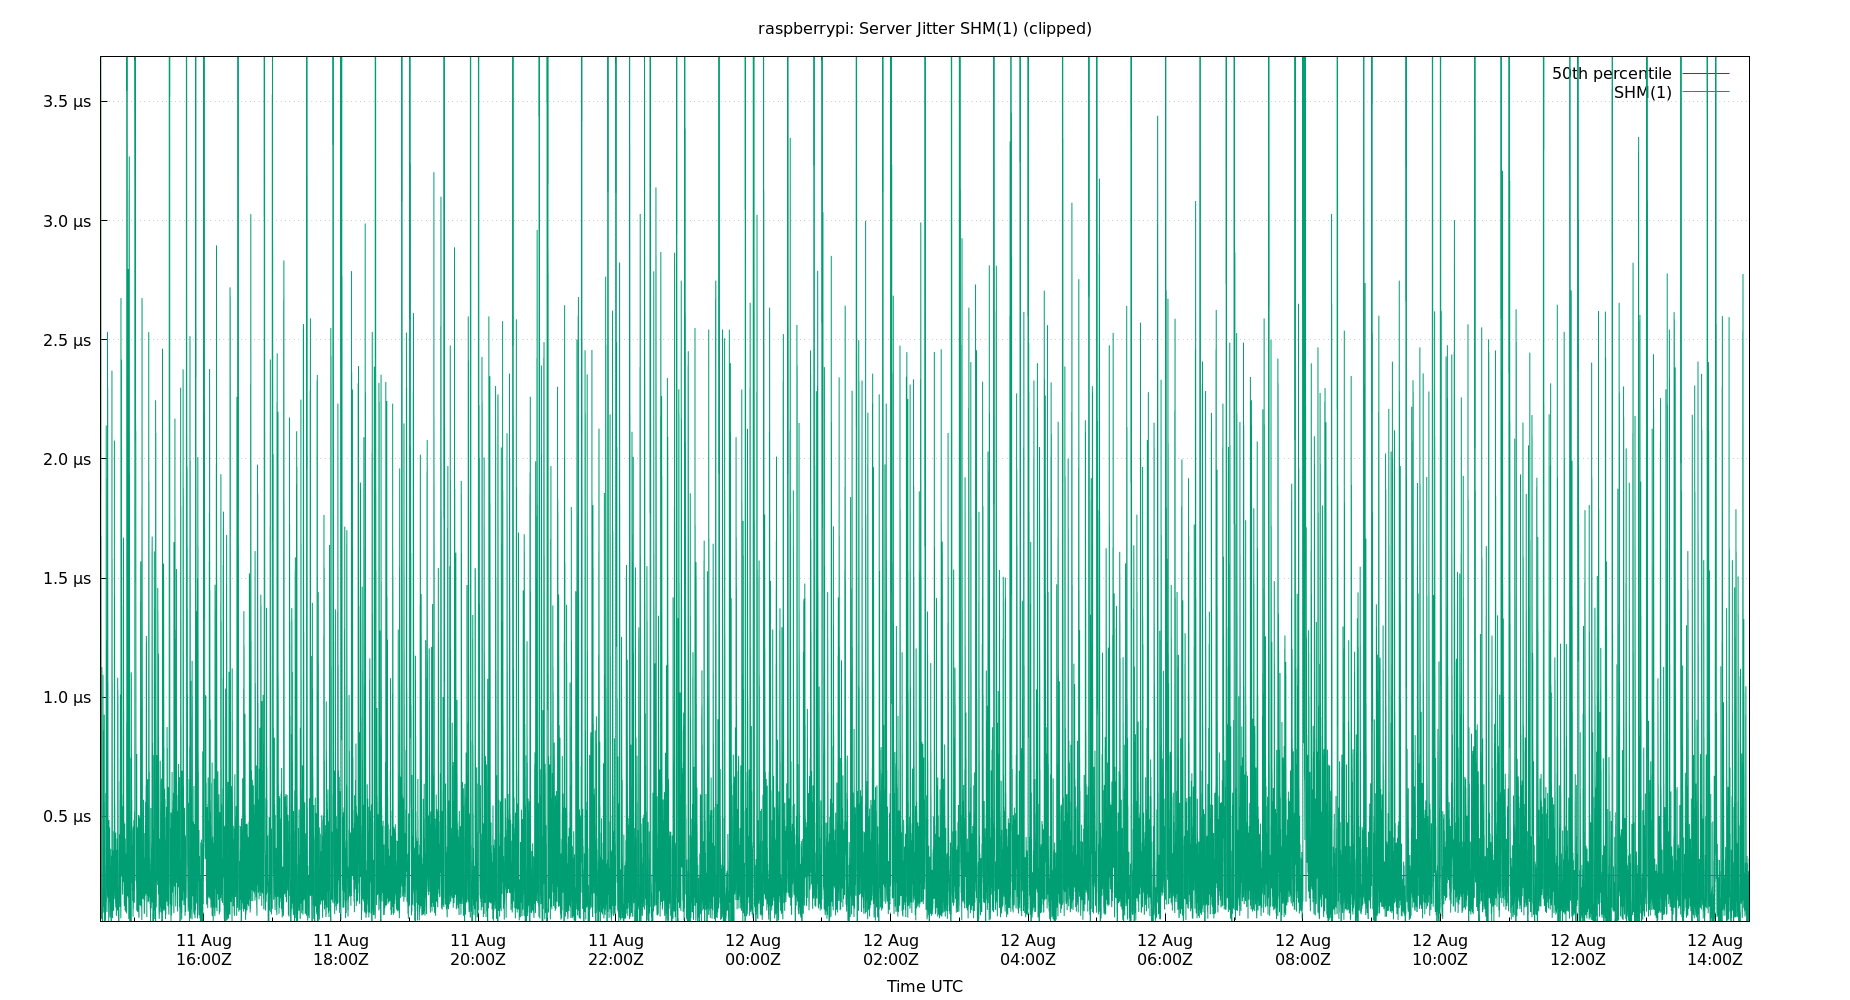 raspberrypi: Server Jitter SHM(1) (clipped)
50th percentile
SHM(1)
3.5 µs
3.0 µs
2.5 µs
2.0 µs
1.5 µs
1.0 µs
0.5 µs
11 Aug 11 Aug 11 Aug 11 Aug 12 Aug 12 Aug 12 Aug 12 Aug 12 Aug 12 Aug 12 Aug 12 Aug
16:00Z 18:00Z 20:00Z 22:00Z 00:00Z 02:00Z 04:00Z 06:00Z 08:00Z 10:00Z 12:00Z 14:00Z
Time UTC